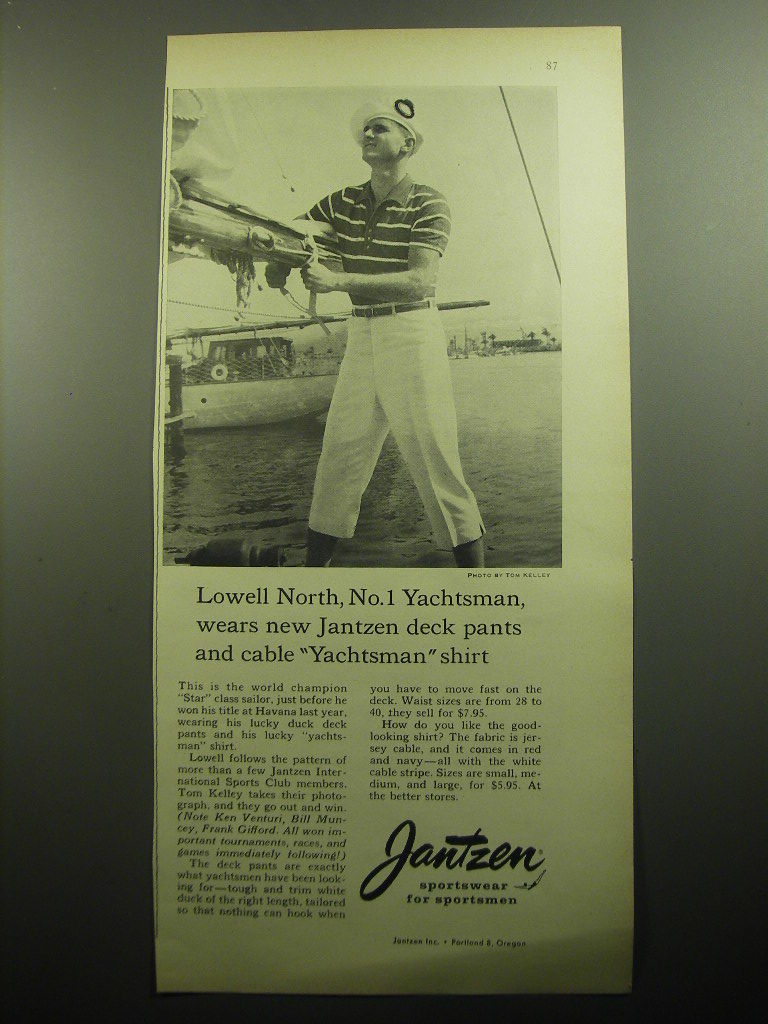 87
PHOTO BY TOM KELLEY
Lowell North, No.1 Yachtsman,
wears new Jantzen deck pants
and cable "Yachtsman" shirt
This is the world champion
"Star" class sailor, just before he
won his title at Havana last year,
wearing his lucky duck deck
pants and his lucky "yachts-
man" shirt.
Lowell follows the pattern of
more than a few Jantzen Inter-
national Sports Club members.
Tom Kelley takes their photo-
graph, and they go out and win.
(Note Ken Venturi, Bill Mun-
cey, Frank Gifford. All won im-
portant tournaments, races, and
games immediately following!)
The deck pants are exactly
what yachtsmen have been look-
ing for—tough and trim white
duck of the right length, tailored
so that nothing can hook when
you have to move fast on the
deck. Waist sizes are from 28 to
40, they sell for $7.95.
How do you like the good-
looking shirt? The fabric is jer-
sey cable, and it comes in red
and navy—all with the white
cable stripe. Sizes are small, me-
dium, and large, for $5.95. At
the better stores.
Jantzen®
sportswear
for sportsmen
Jantzen Inc. • Portland 8, Oregon